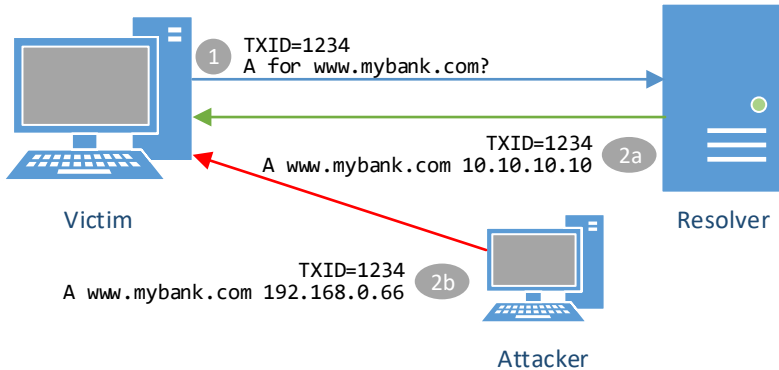 1
TXID=1234
A for www.mybank.com?
TXID=1234
A www.mybank.com 10.10.10.10
2a
Victim
Resolver
TXID=1234
A www.mybank.com 192.168.0.66
2b
Attacker